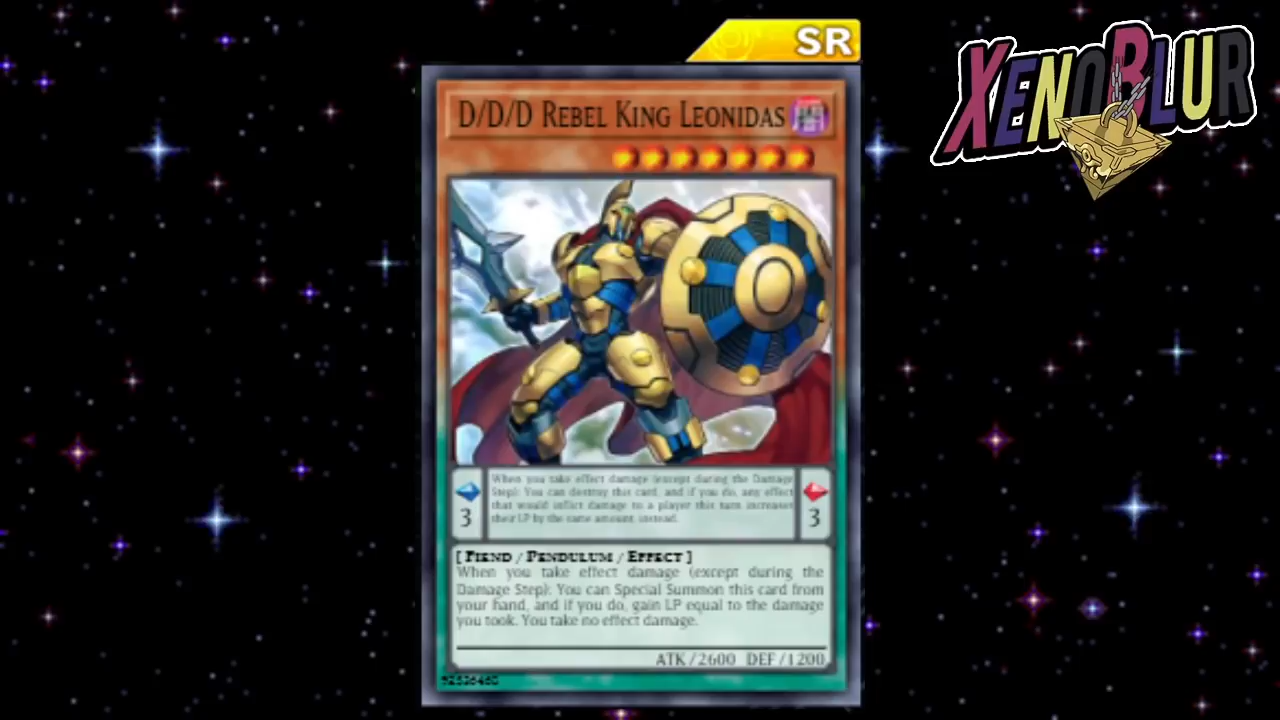 SR
XENOBLUR
D/D/D REBEL KING LEONIDAS
When you take effect damage (except during the Damage
Step): You can destroy this card, and if you do, any effect
that would inflict damage to a player this turn increases
their LP by the same amount, instead.
3
3
[ FIEND / PENDULUM / EFFECT ]
When you take effect damage (except during the
Damage Step): You can Special Summon this card from
your hand, and if you do, gain LP equal to the damage
you took. You take no effect damage.
ATK/2600 DEF/1200